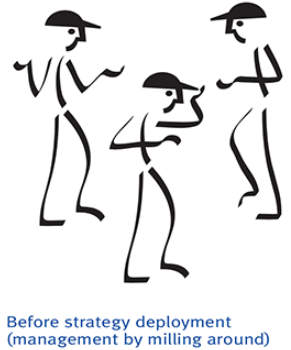 Before strategy deployment
(management by milling around)